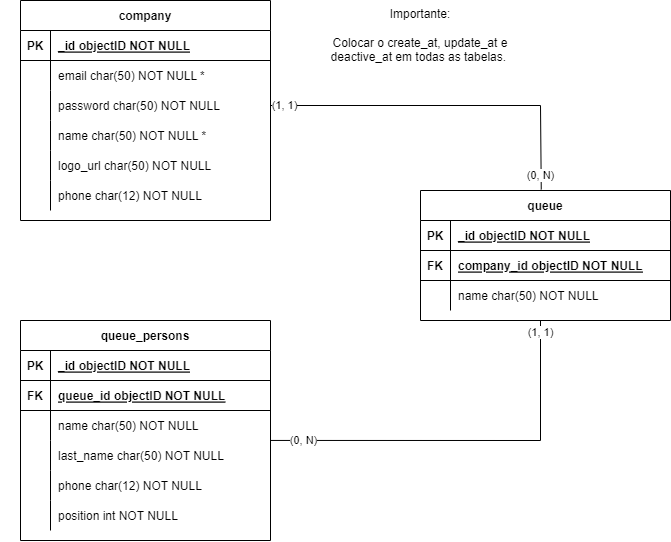 company
PK _id objectID NOT NULL
email char(50) NOT NULL *
password char(50) NOT NULL
name char(50) NOT NULL *
logo_url char(50) NOT NULL
phone char(12) NOT NULL
Importante:
Colocar o create_at, update_at e
deactive_at em todas as tabelas.
(1, 1)
(0, N)
queue
PK _id objectID NOT NULL
FK company_id objectID NOT NULL
name char(50) NOT NULL
(1, 1)
queue_persons
PK _id objectID NOT NULL
FK queue_id objectID NOT NULL
name char(50) NOT NULL
last_name char(50) NOT NULL
phone char(12) NOT NULL
position int NOT NULL
(0, N)